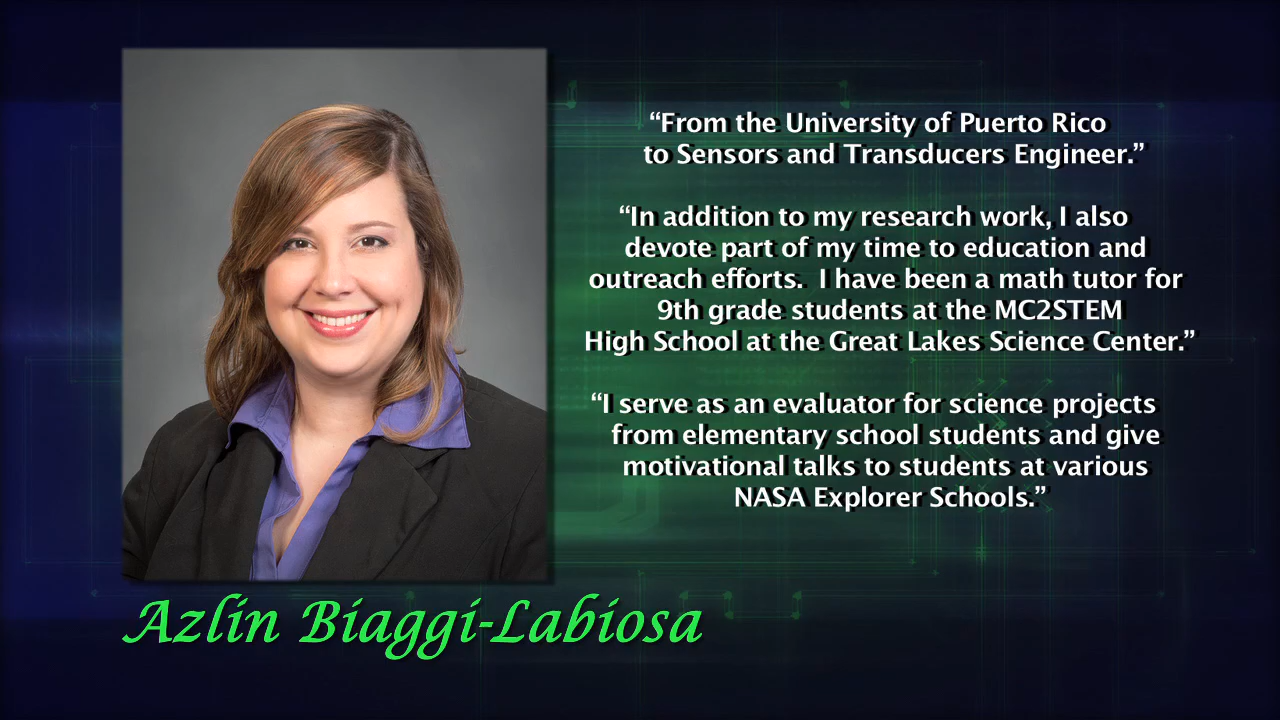 “From the University of Puerto Rico
to Sensors and Transducers Engineer.”
“In addition to my research work, I also
devote part of my time to education and
outreach efforts.  I have been a math tutor for
9th grade students at the MC2STEM
High School at the Great Lakes Science Center.”
“I serve as an evaluator for science projects
from elementary school students and give
motivational talks to students at various
NASA Explorer Schools.”
Azlin Biaggi-Labiosa